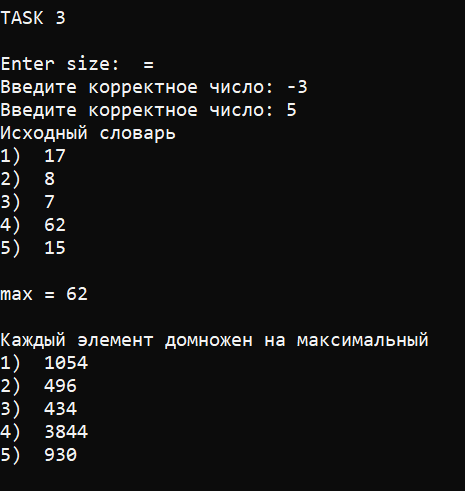 TASK 3
Enter size:  =
Введите корректное число: -3
Введите корректное число: 5
Исходный словарь
1)  17
2)  8
3)  7
4)  62
5)  15
max = 62
Каждый элемент домножен на максимальный
1)  1054
2)  496
3)  434
4)  3844
5)  930